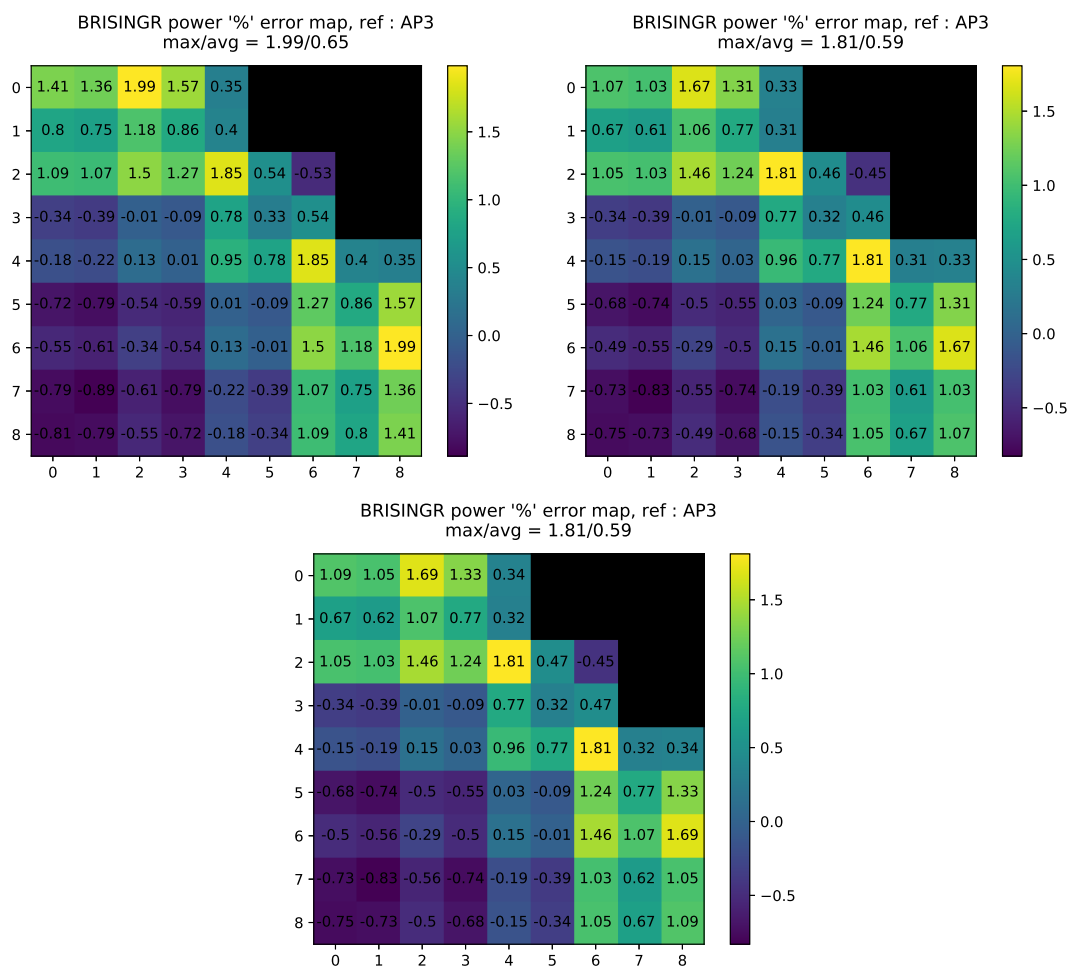 BRISINGR power '%' error map, ref : AP3
max/avg = 1.99/0.65
0 1.41 1.36 1.99 1.57 0.35
1 0.8 0.75 1.18 0.86 0.4
2 1.09 1.07 1.5 1.27 1.85 0.54 -0.53
3 -0.34 -0.39 -0.01 -0.09 0.78 0.33 0.54
4 -0.18 -0.22 0.13 0.01 0.95 0.78 1.85 0.4 0.35
5 -0.72 -0.79 -0.54 -0.59 0.01 -0.09 1.27 0.86 1.57
6 -0.55 -0.61 -0.34 -0.54 0.13 -0.01 1.5 1.18 1.99
7 -0.79 -0.89 -0.61 -0.79 -0.22 -0.39 1.07 0.75 1.36
8 -0.81 -0.79 -0.55 -0.72 -0.18 -0.34 1.09 0.8 1.41
0 1 2 3 4 5 6 7 8
1.5
1.0
0.5
0.0
−0.5
BRISINGR power '%' error map, ref : AP3
max/avg = 1.81/0.59
0 1.07 1.03 1.67 1.31 0.33
1 0.67 0.61 1.06 0.77 0.31
2 1.05 1.03 1.46 1.24 1.81 0.46 -0.45
3 -0.34 -0.39 -0.01 -0.09 0.77 0.32 0.46
4 -0.15 -0.19 0.15 0.03 0.96 0.77 1.81 0.31 0.33
5 -0.68 -0.74 -0.5 -0.55 0.03 -0.09 1.24 0.77 1.31
6 -0.49 -0.55 -0.29 -0.5 0.15 -0.01 1.46 1.06 1.67
7 -0.73 -0.83 -0.55 -0.74 -0.19 -0.39 1.03 0.61 1.03
8 -0.75 -0.73 -0.49 -0.68 -0.15 -0.34 1.05 0.67 1.07
0 1 2 3 4 5 6 7 8
1.5
1.0
0.5
0.0
−0.5
BRISINGR power '%' error map, ref : AP3
max/avg = 1.81/0.59
0 1.09 1.05 1.69 1.33 0.34
1 0.67 0.62 1.07 0.77 0.32
2 1.05 1.03 1.46 1.24 1.81 0.47 -0.45
3 -0.34 -0.39 -0.01 -0.09 0.77 0.32 0.47
4 -0.15 -0.19 0.15 0.03 0.96 0.77 1.81 0.32 0.34
5 -0.68 -0.74 -0.5 -0.55 0.03 -0.09 1.24 0.77 1.33
6 -0.5 -0.56 -0.29 -0.5 0.15 -0.01 1.46 1.07 1.69
7 -0.73 -0.83 -0.56 -0.74 -0.19 -0.39 1.03 0.62 1.05
8 -0.75 -0.73 -0.5 -0.68 -0.15 -0.34 1.05 0.67 1.09
0 1 2 3 4 5 6 7 8
1.5
1.0
0.5
0.0
−0.5